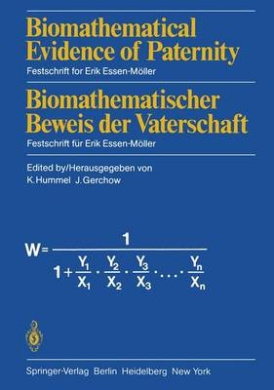 Biomathematical
Evidence of Paternity
Festschrift for Erik Essen-Möller
Biomathematischer
Beweis der Vaterschaft
Festschrift für Erik Essen-Möller
Edited by/Herausgegeben von
K. Hummel J. Gerchow
W = 1 / (1 + Y₁/X₁ · Y₂/X₂ · Y₃/X₃ · ... · Yₙ/Xₙ)
Springer-Verlag Berlin Heidelberg New York